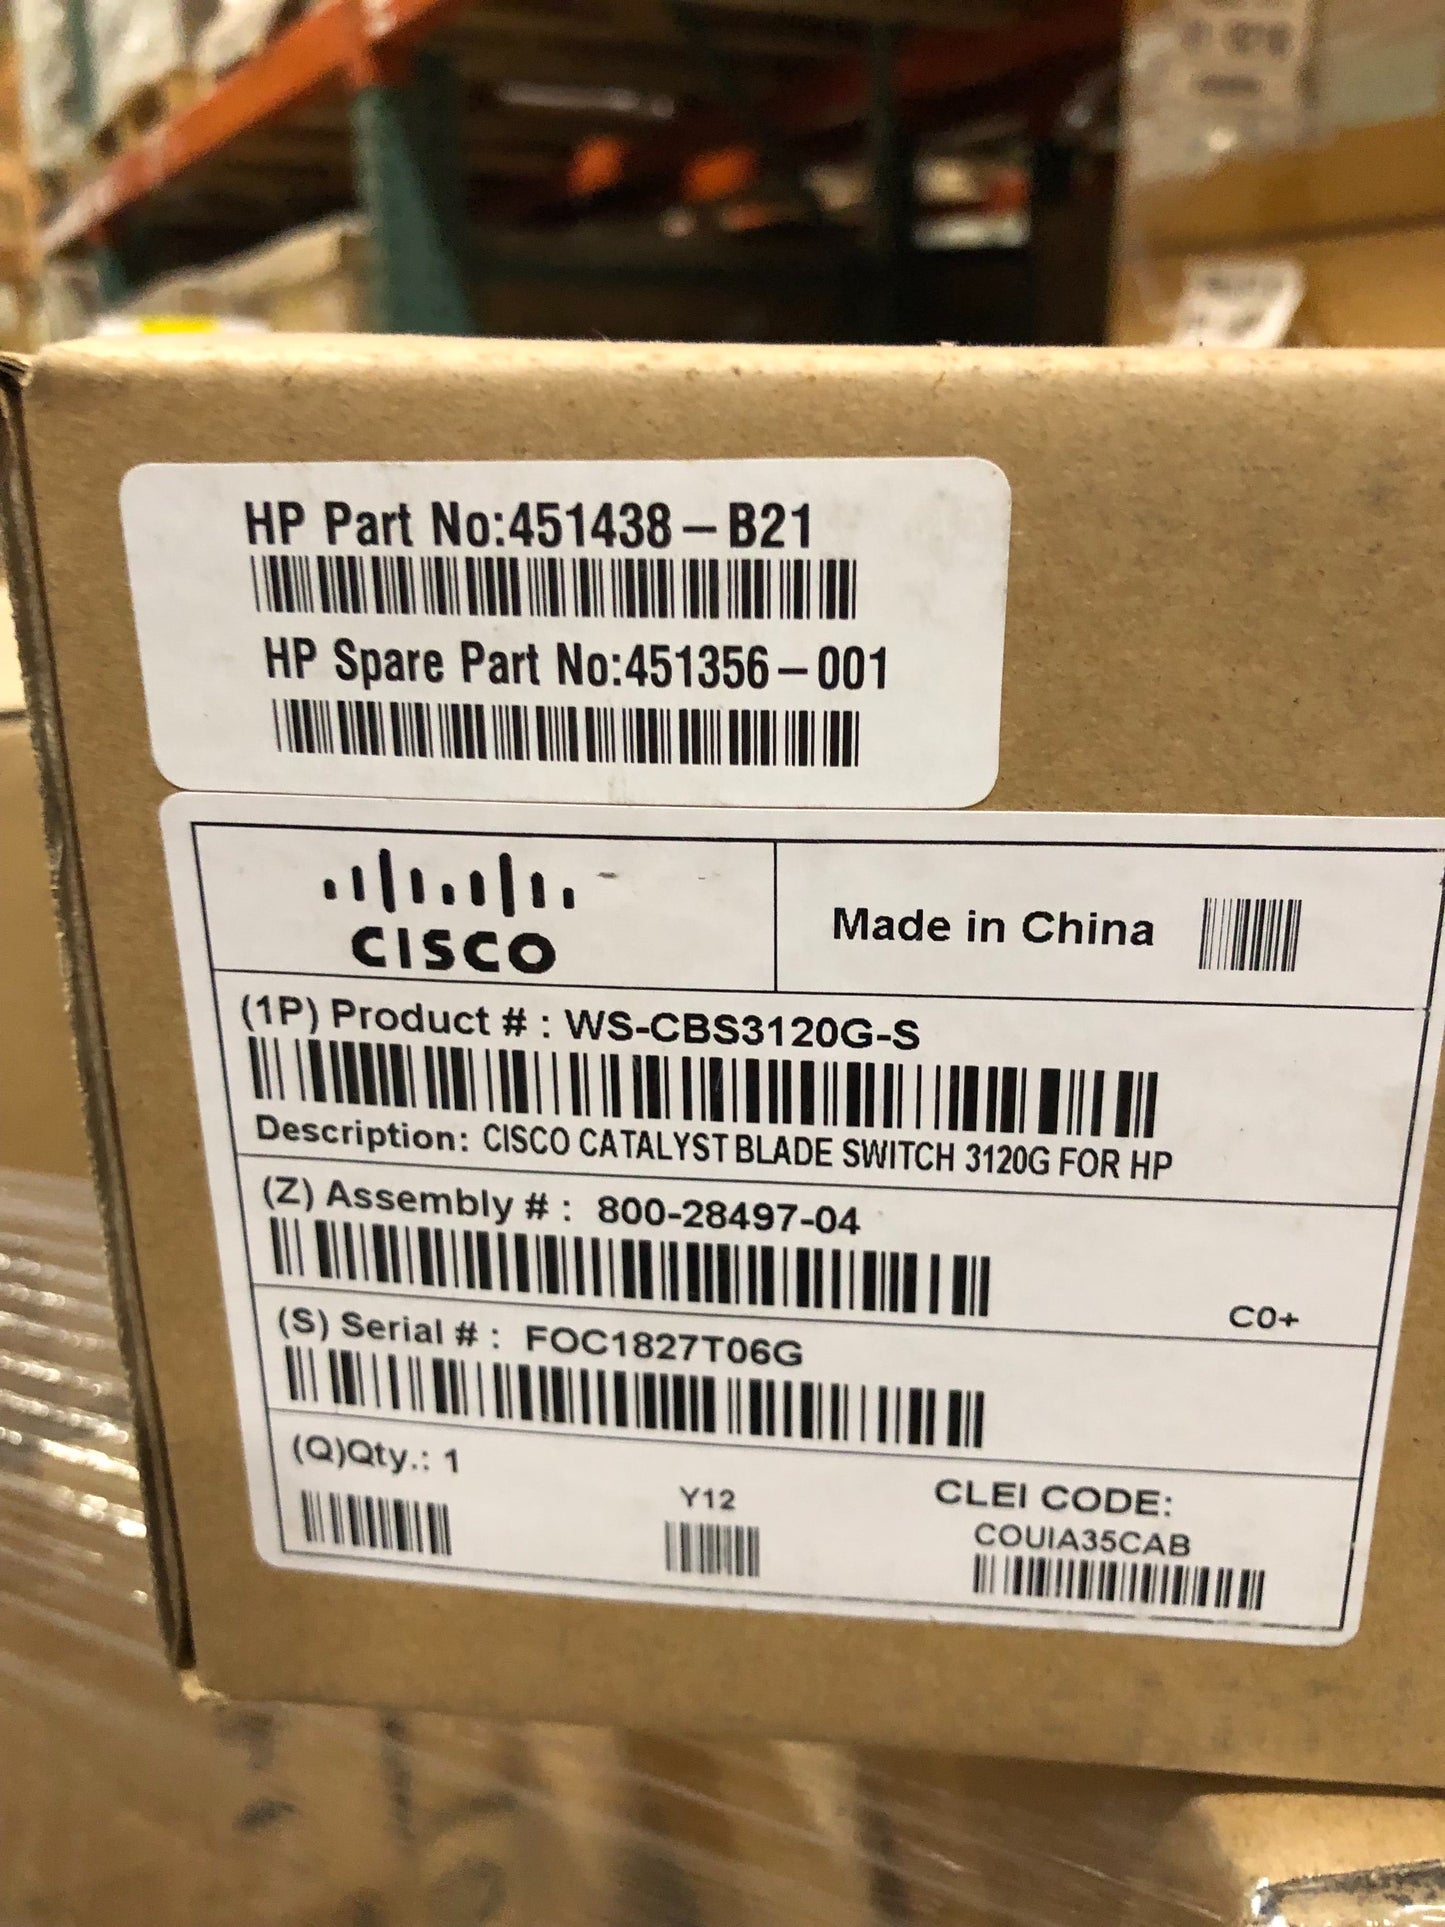 HP Part No:451438-B21
HP Spare Part No:451356-001
CISCO
Made in China
(1P) Product # : WS-CBS3120G-S
Description: CISCO CATALYST BLADE SWITCH 3120G FOR HP
(Z) Assembly # : 800-28497-04
C0+
(S) Serial # : FOC1827T06G
(Q)Qty.: 1
Y12
CLEI CODE:
COUIA35CAB